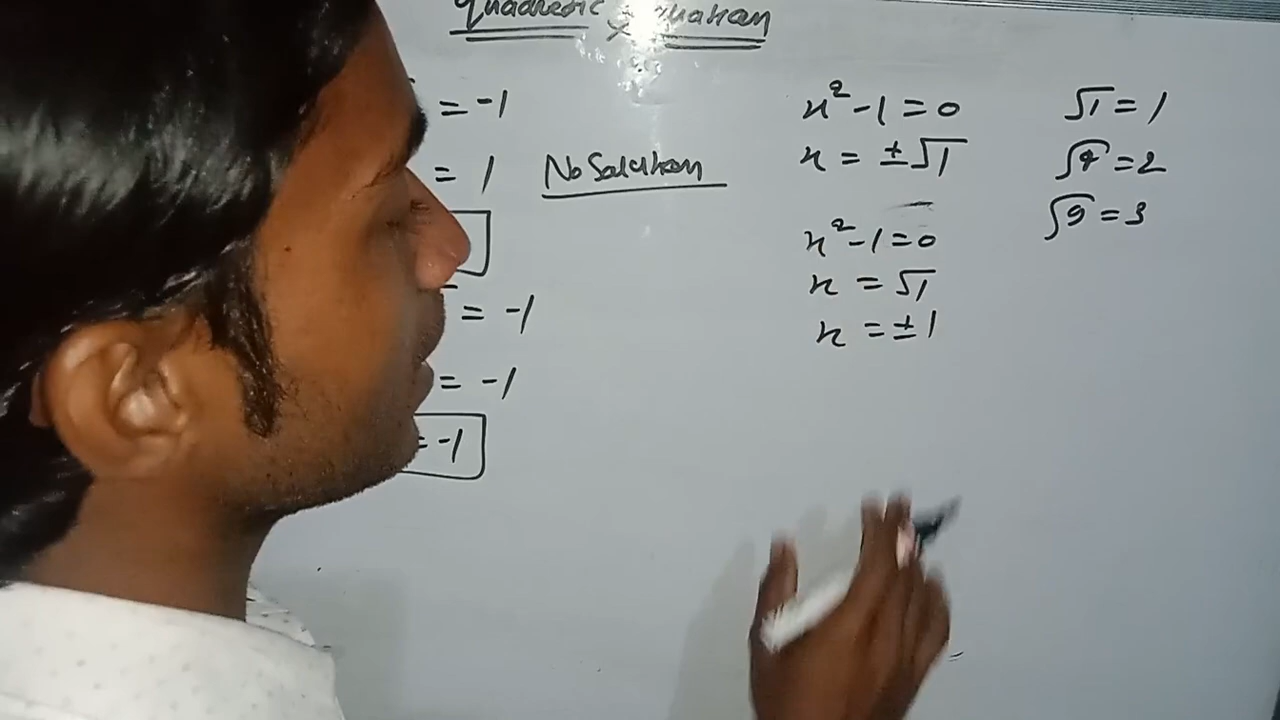 Quadratic Equation
= -1
= 1 No Solution
= -1
= -1
= -1
x² - 1 = 0
x = ±√1
x² - 1 = 0
x = √1
x = ±1
√1 = 1
√4 = 2
√9 = 3